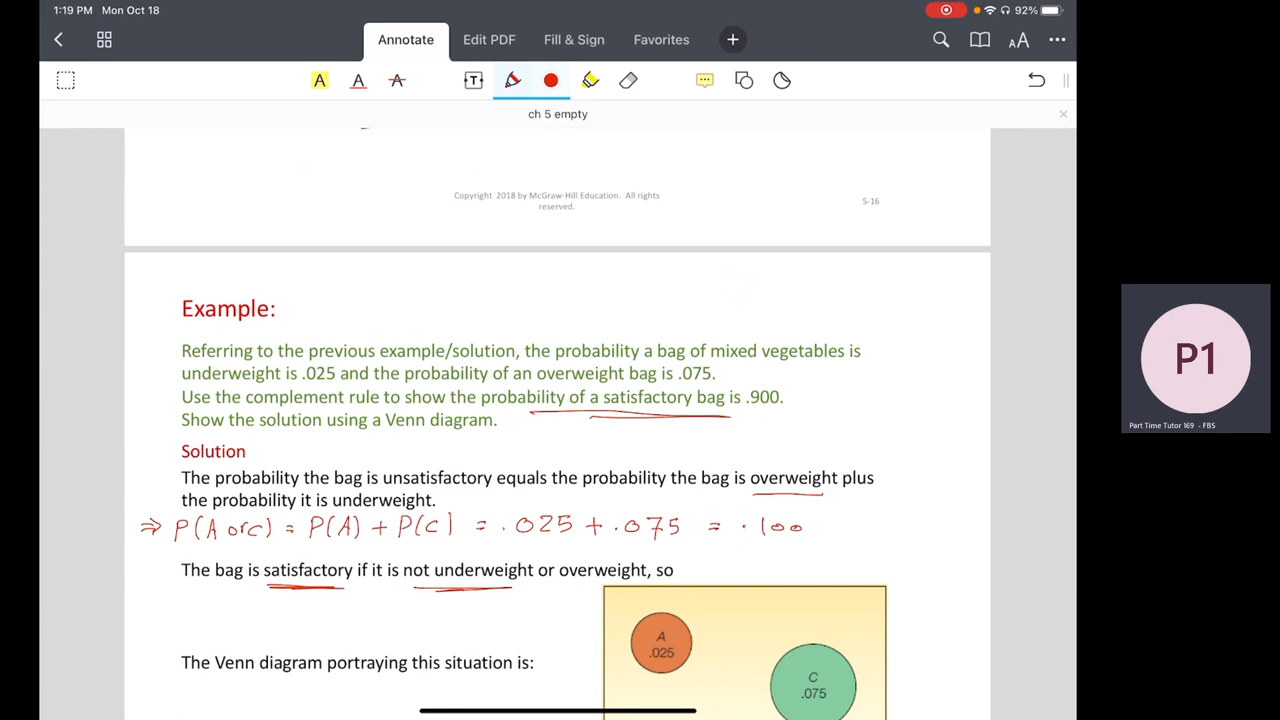 1:19 PM Mon Oct 18
92%
Annotate Edit PDF Fill & Sign Favorites
A A A T
AA
ch 5 empty
Copyright 2018 by McGraw-Hill Education. All rights
reserved.
5-16
Example:
Referring to the previous example/solution, the probability a bag of mixed vegetables is
underweight is .025 and the probability of an overweight bag is .075.
Use the complement rule to show the probability of a satisfactory bag is .900.
Show the solution using a Venn diagram.
Solution
The probability the bag is unsatisfactory equals the probability the bag is overweight plus
the probability it is underweight.
⇒ P(A or C) = P(A) + P(C) = .025 + .075 = .100
The bag is satisfactory if it is not underweight or overweight, so
A
.025
The Venn diagram portraying this situation is:
C
.075
P1
Part Time Tutor 169 - FBS